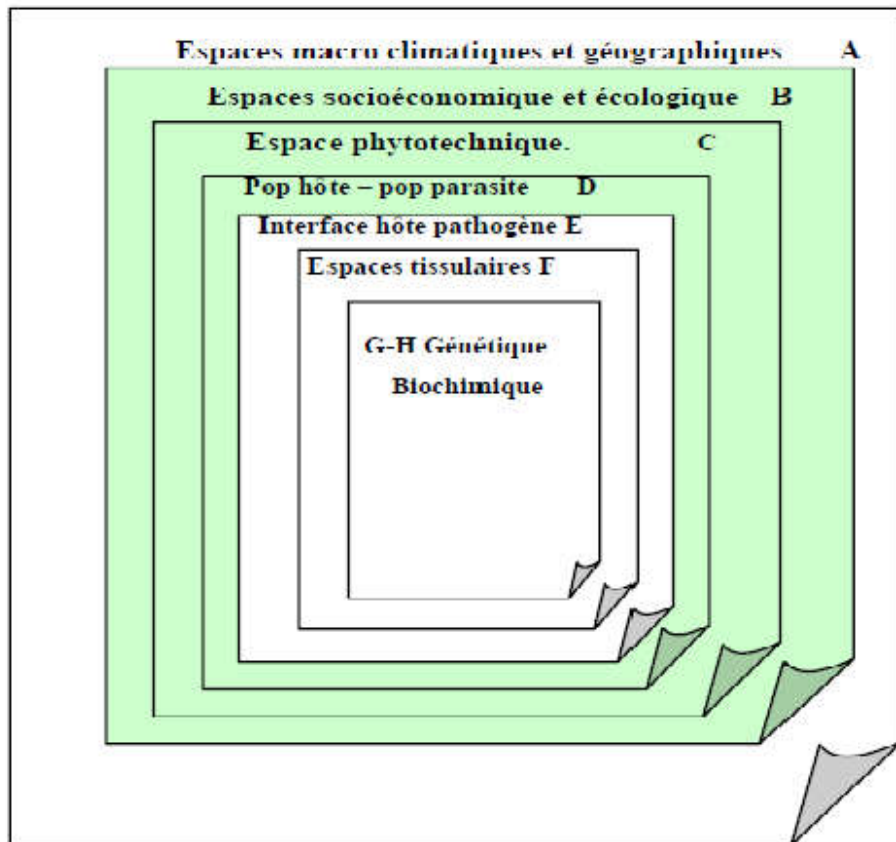 Espaces macro climatiques et géographiques A
Espaces socioéconomique et écologique B
Espace phytotechnique. C
Pop hôte – pop parasite D
Interface hôte pathogène E
Espaces tissulaires F
G-H Génétique
Biochimique